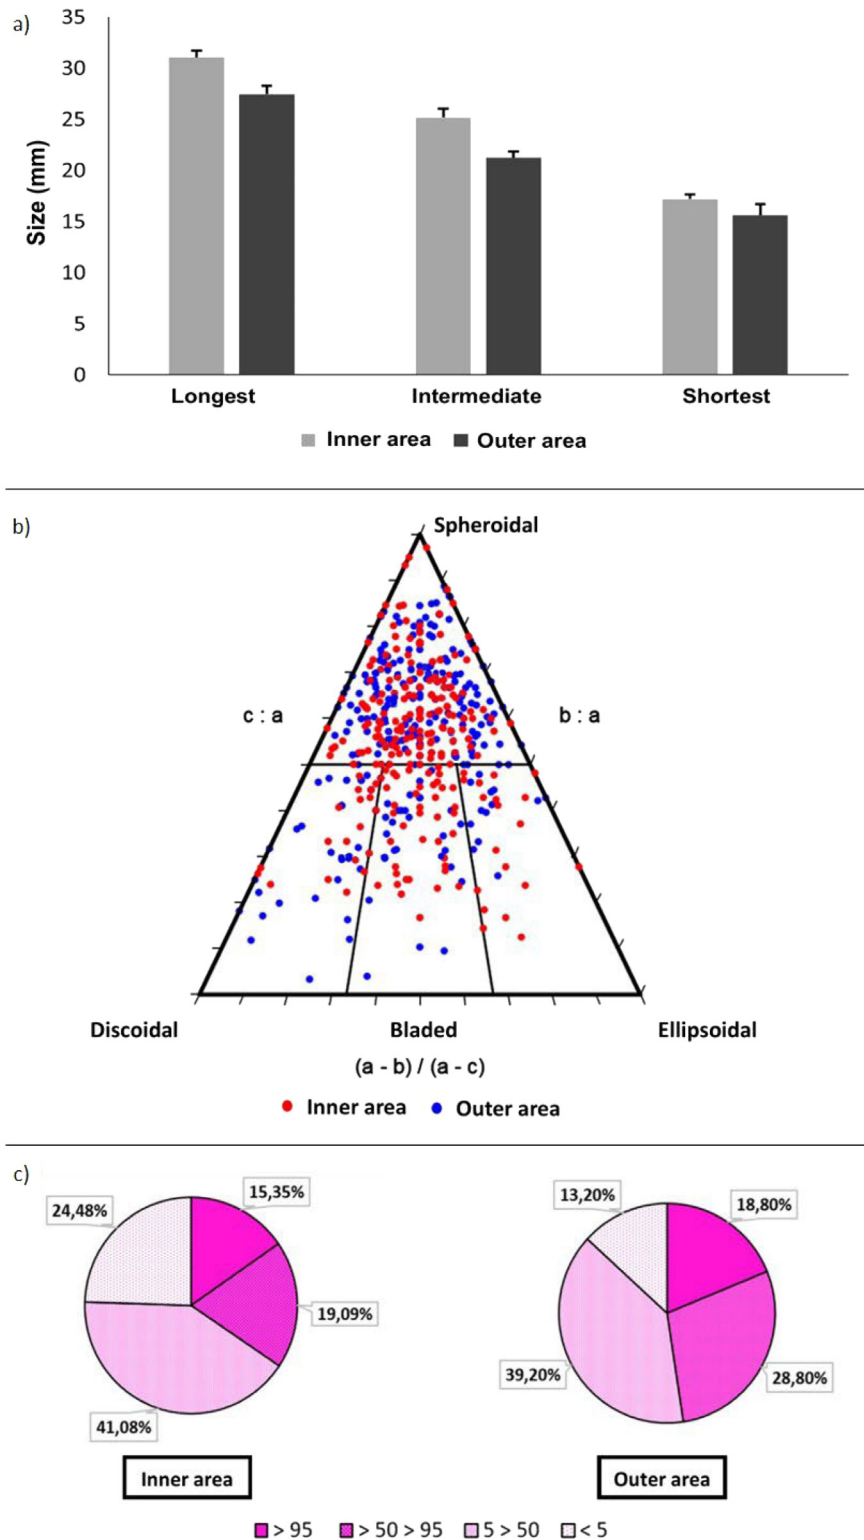 a)
35
30
25
20
15
10
5
0
Size (mm)
Longest Intermediate Shortest
Inner area Outer area
b)
Spheroidal
c : a b : a
Discoidal Bladed Ellipsoidal
(a - b) / (a - c)
Inner area Outer area
c)
24,48% 15,35% 13,20% 18,80%
19,09%
39,20% 28,80%
41,08%
Inner area Outer area
> 95 > 50 > 95 5 > 50 < 5